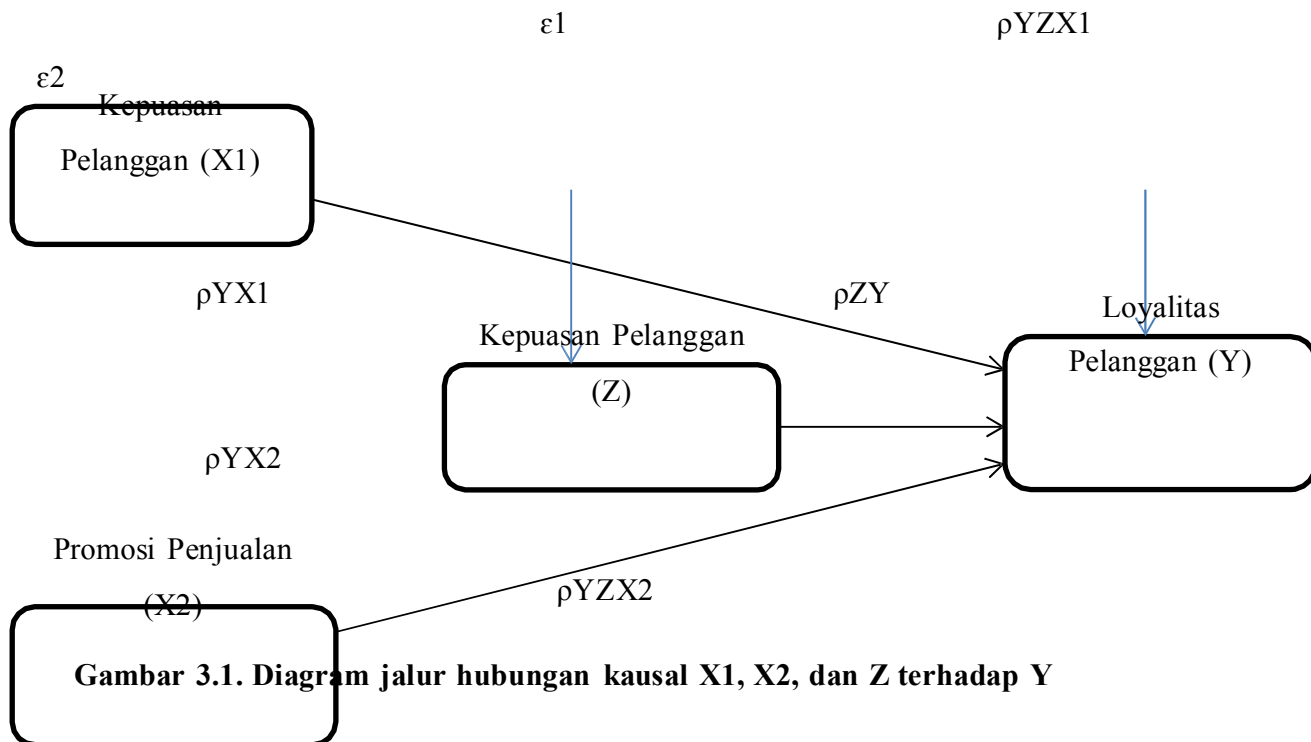 ε1
ρYZX1
ε2
Kepuasan
Pelanggan (X1)
ρYX1
ρZY
Loyalitas
Pelanggan (Y)
Kepuasan Pelanggan
(Z)
ρYX2
Promosi Penjualan
(X2)
ρYZX2
Gambar 3.1. Diagram jalur hubungan kausal X1, X2, dan Z terhadap Y